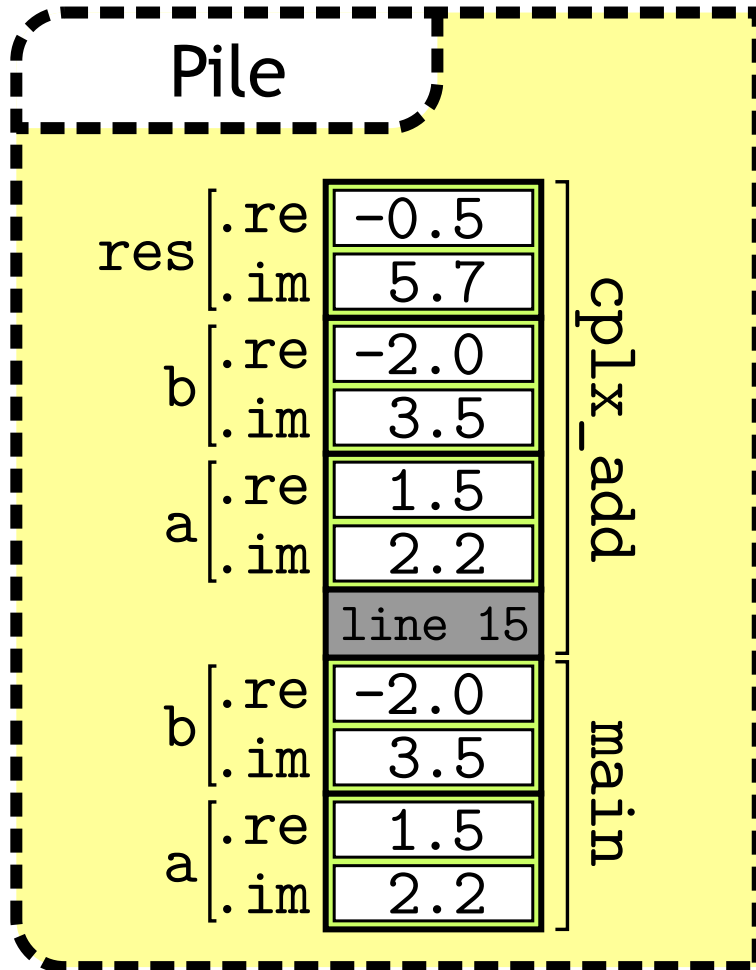 Pile
res .re -0.5
.im 5.7
b .re -2.0
.im 3.5
a .re 1.5
.im 2.2
cplx_add
line 15
b .re -2.0
.im 3.5
a .re 1.5
.im 2.2
main